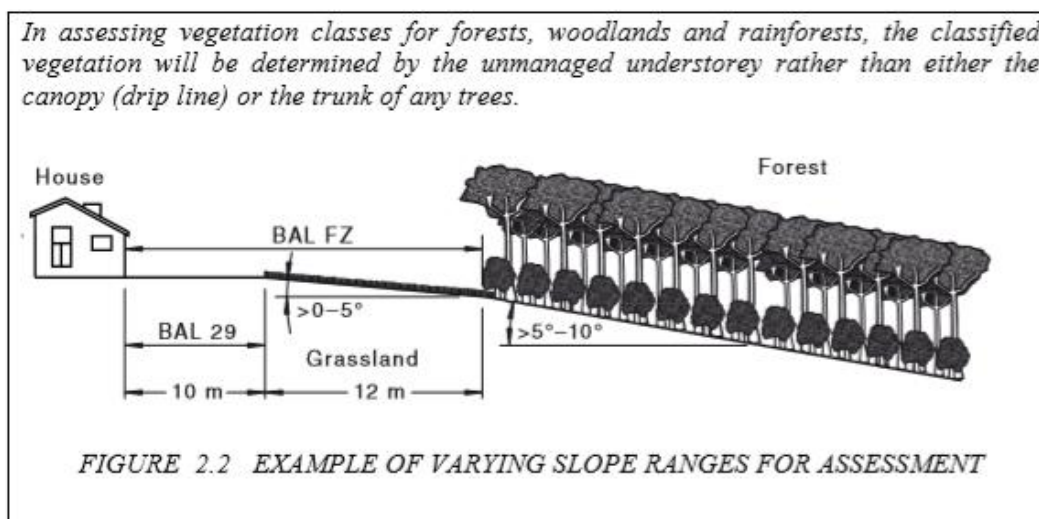 In assessing vegetation classes for forests, woodlands and rainforests, the classified
vegetation will be determined by the unmanaged understorey rather than either the
canopy (drip line) or the trunk of any trees.
House
Forest
BAL FZ
>0–5°
>5°–10°
BAL 29
Grassland
10 m
12 m
FIGURE 2.2 EXAMPLE OF VARYING SLOPE RANGES FOR ASSESSMENT